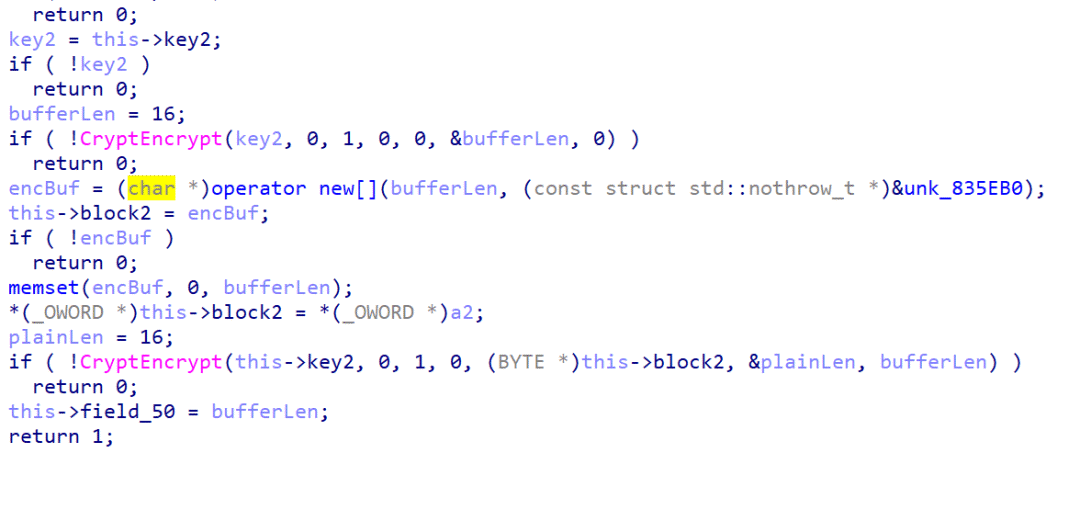 return 0;
key2 = this->key2;
if ( !key2 )
return 0;
bufferLen = 16;
if ( !CryptEncrypt(key2, 0, 1, 0, 0, &bufferLen, 0) )
return 0;
encBuf = (char *)operator new[](bufferLen, (const struct std::nothrow_t *)&unk_835EB0);
this->block2 = encBuf;
if ( !encBuf )
return 0;
memset(encBuf, 0, bufferLen);
*(_OWORD *)this->block2 = *(_OWORD *)a2;
plainLen = 16;
if ( !CryptEncrypt(this->key2, 0, 1, 0, (BYTE *)this->block2, &plainLen, bufferLen) )
return 0;
this->field_50 = bufferLen;
return 1;